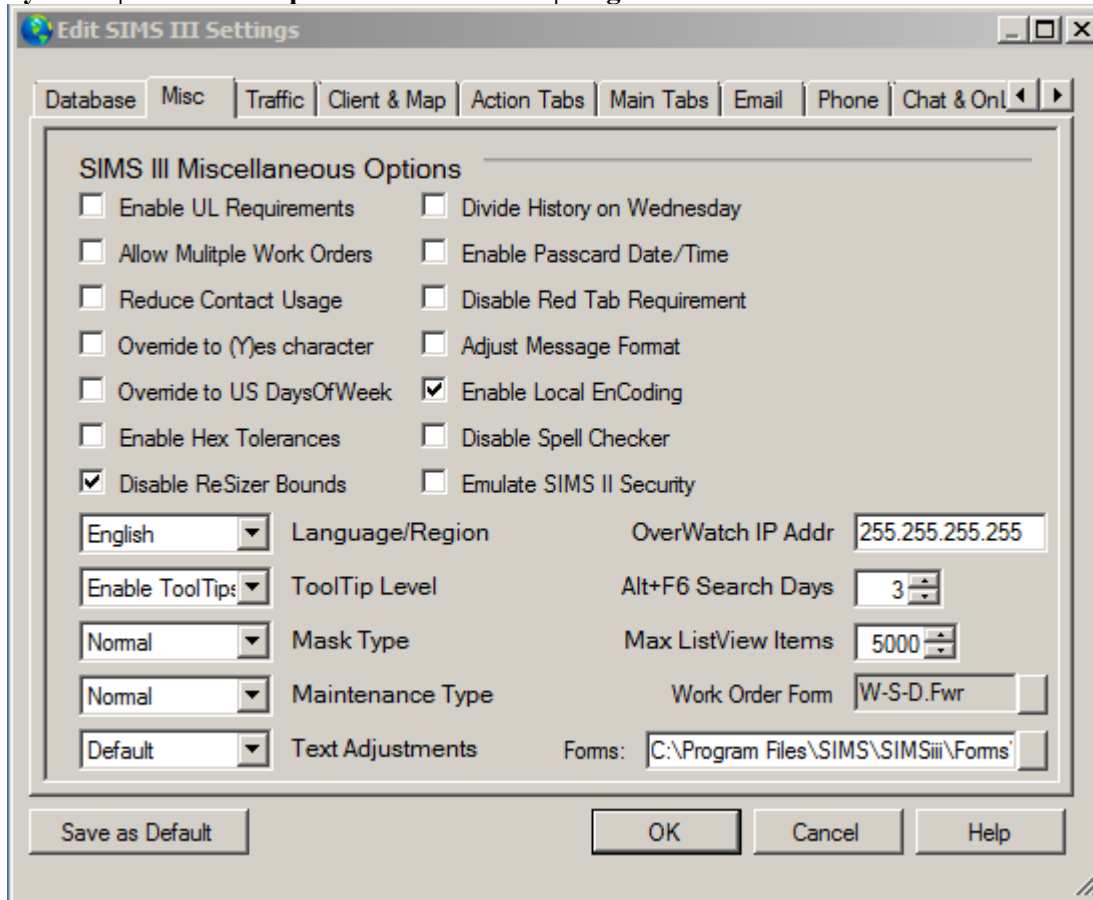 Edit SIMS III Settings
Database Misc Traffic Client & Map Action Tabs Main Tabs Email Phone Chat & OnL
SIMS III Miscellaneous Options
Enable UL Requirements Divide History on Wednesday
Allow Mulitple Work Orders Enable Passcard Date/Time
Reduce Contact Usage Disable Red Tab Requirement
Override to (Y)es character Adjust Message Format
Override to US DaysOfWeek Enable Local EnCoding
Enable Hex Tolerances Disable Spell Checker
Disable ReSizer Bounds Emulate SIMS II Security
English Language/Region OverWatch IP Addr 255.255.255.255
Enable ToolTips ToolTip Level Alt+F6 Search Days 3
Normal Mask Type Max ListView Items 5000
Normal Maintenance Type Work Order Form W-S-D.Fwr
Default Text Adjustments Forms: C:\Program Files\SIMS\SIMSiii\Forms\
Save as Default OK Cancel Help